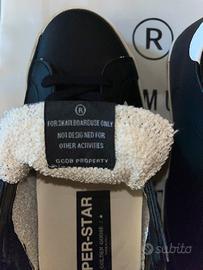 ®
®
FOR SKATEBOARDUSE ONLY
NOT DESIGNED FOR
OTHER ACTIVITIES
GGDB PROPERTY
PER-STAR
subito